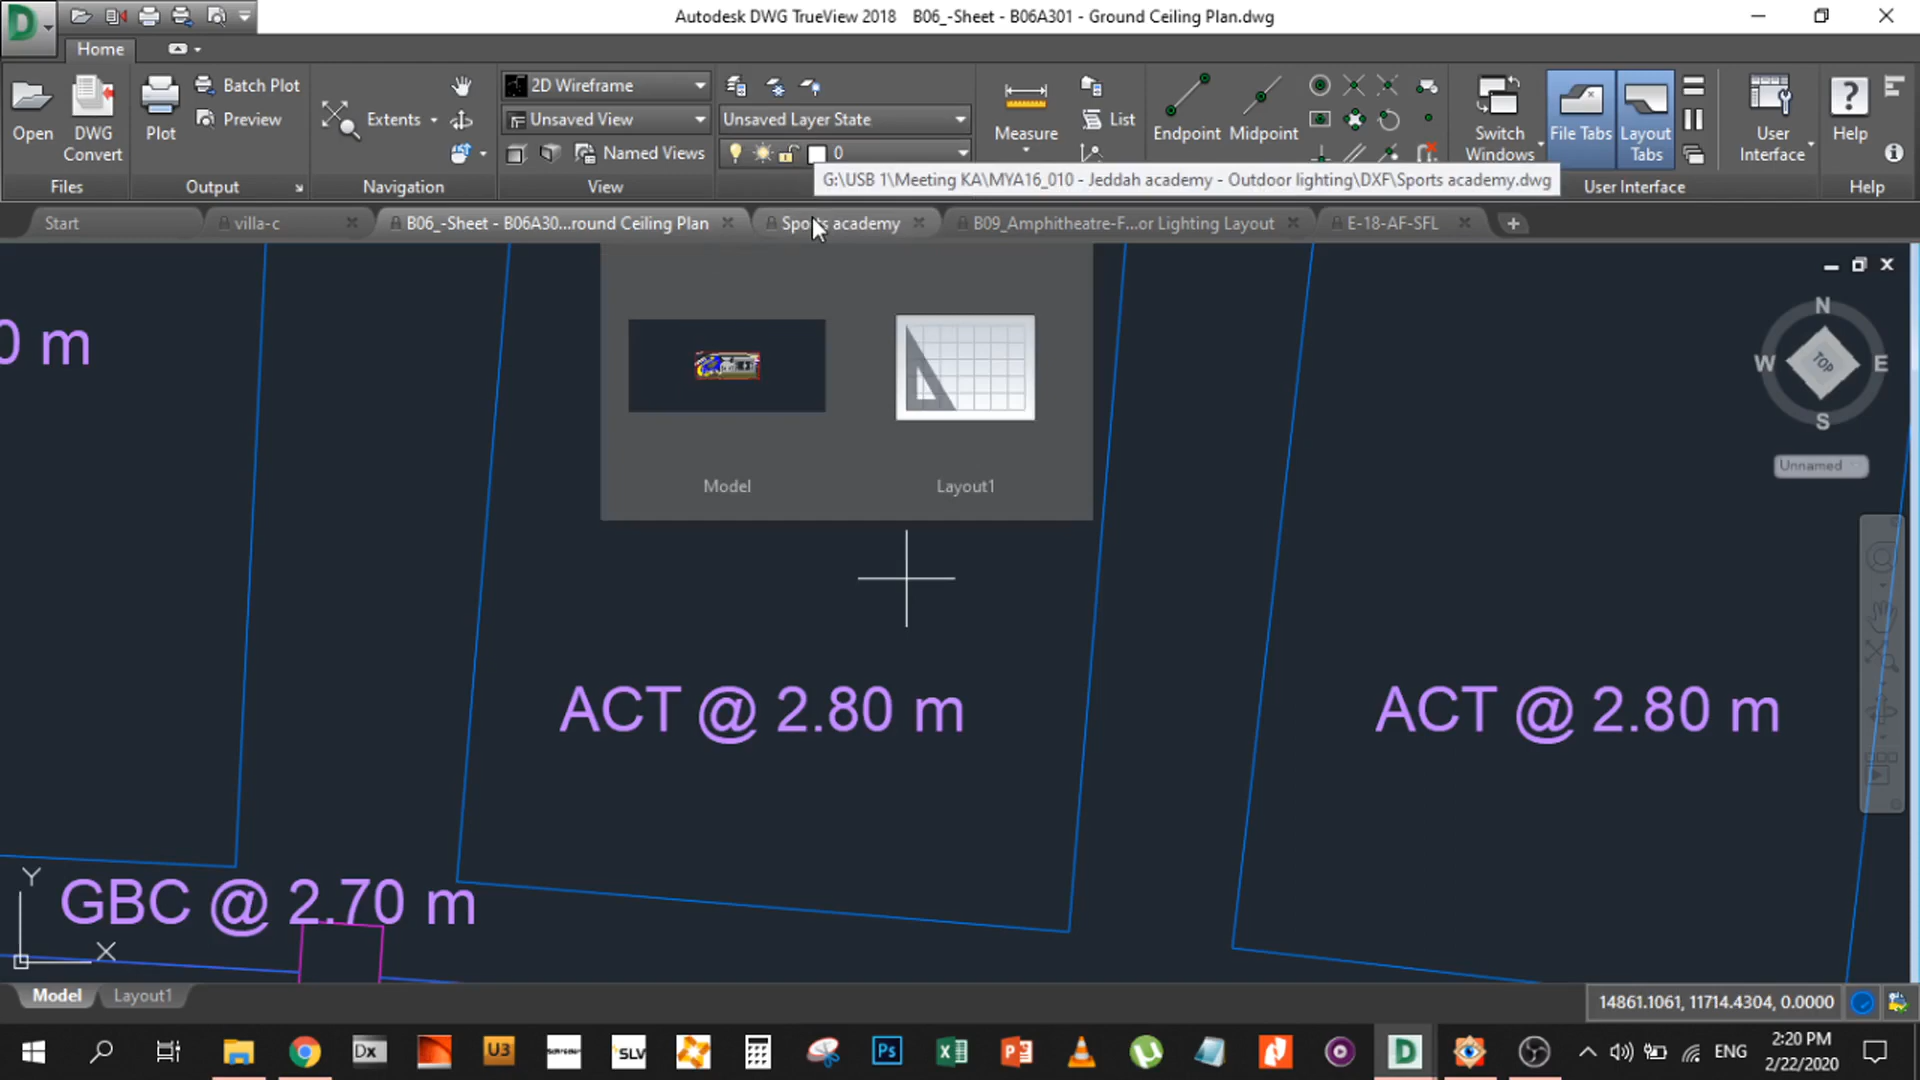 Autodesk DWG TrueView 2018 B06_-Sheet - B06A301 - Ground Ceiling Plan.dwg
Home
Open
DWG Convert
Files
Plot
Batch Plot
Preview
Output
Extents
Navigation
2D Wireframe
Unsaved View
Named Views
View
Unsaved Layer State
0
Measure
List
Endpoint
Midpoint
Switch Windows
File Tabs
Layout Tabs
User Interface
User Interface
Help
Help
G:\USB 1\Meeting KA\MYA16_010 - Jeddah academy - Outdoor lighting\DXF\Sports academy.dwg
Start
villa-c
B06_-Sheet - B06A30...round Ceiling Plan
Sports academy
B09_Amphitheatre-F...or Lighting Layout
E-18-AF-SFL
Model
Layout1
N
W
TOP
E
S
Unnamed
0 m
ACT @ 2.80 m
ACT @ 2.80 m
GBC @ 2.70 m
Y
X
Model
Layout1
14861.1061, 11714.4304, 0.0000
Dx
U3
SLV
Ps
D
ENG
2:20 PM
2/22/2020